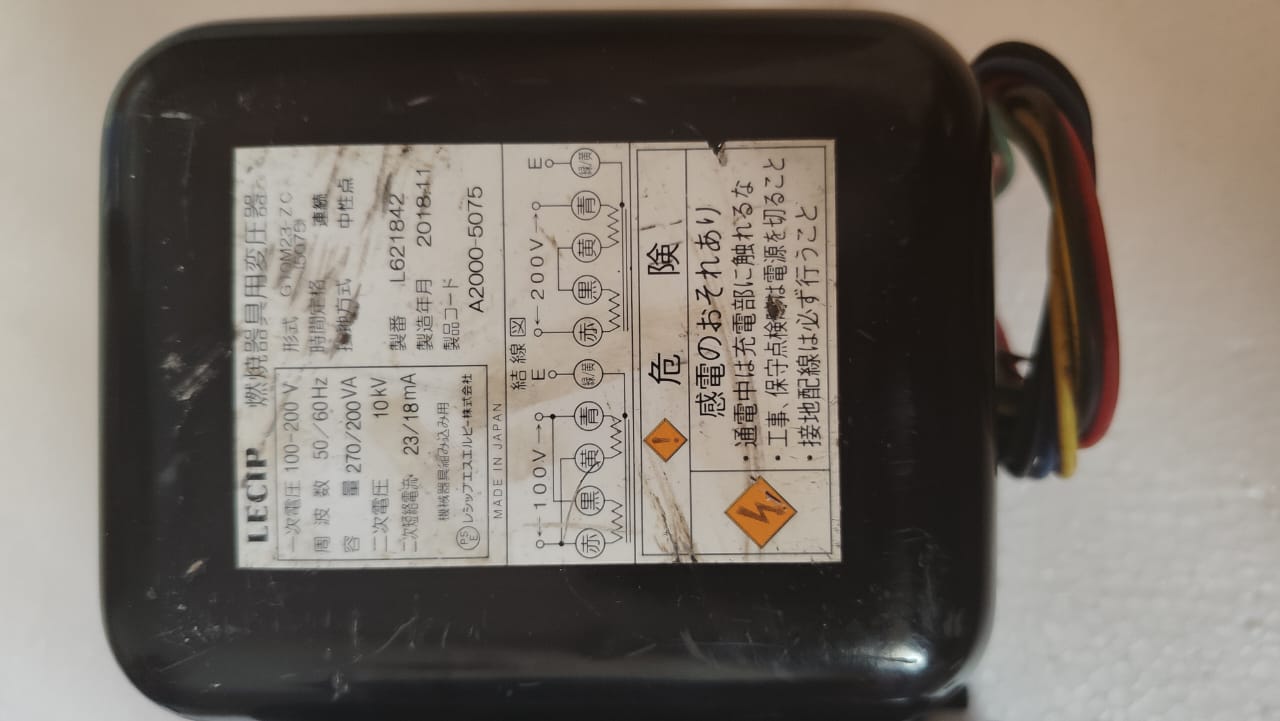 LECIP 燃焼器具用変圧器
一次電圧 100-200 V
周波数 50/60Hz
容量 270/200VA
二次電圧 10kV
二次短絡電流 23/18mA
機械器具組み込み用
PS E レシップエスエルピー株式会社
MADE IN JAPAN
形式 G10M23-ZC
(5075)
時間定格 連続
接地方式 中性点
製番 L621842
製造年月 2018.11
製品コード
A2000-5075
結線図
100V E 200V E
赤 黒 黄 青 緑/黄 赤 黒 黄 青 緑/黄
危険
感電のおそれあり
・通電中は充電部に触れるな
・工事、保守点検時は電源を切ること
・接地配線は必ず行うこと